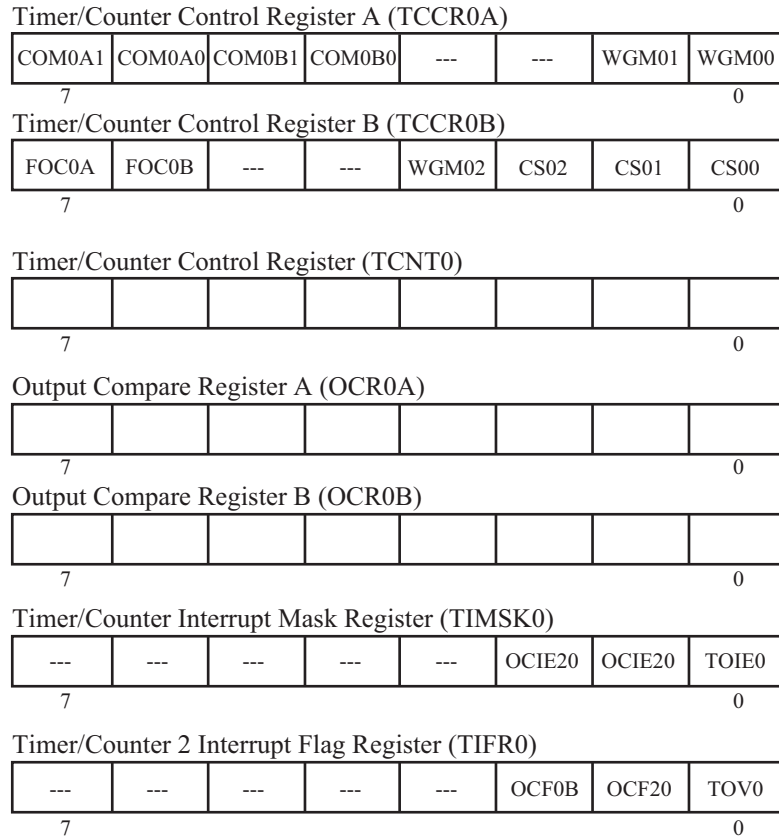 Timer/Counter Control Register A (TCCR0A)
COM0A1 COM0A0 COM0B1 COM0B0 --- --- WGM01 WGM00
7 0
Timer/Counter Control Register B (TCCR0B)
FOC0A FOC0B --- --- WGM02 CS02 CS01 CS00
7 0
Timer/Counter Control Register (TCNT0)
7 0
Output Compare Register A (OCR0A)
7 0
Output Compare Register B (OCR0B)
7 0
Timer/Counter Interrupt Mask Register (TIMSK0)
--- --- --- --- --- OCIE20 OCIE20 TOIE0
7 0
Timer/Counter 2 Interrupt Flag Register (TIFR0)
--- --- --- --- --- OCF0B OCF20 TOV0
7 0